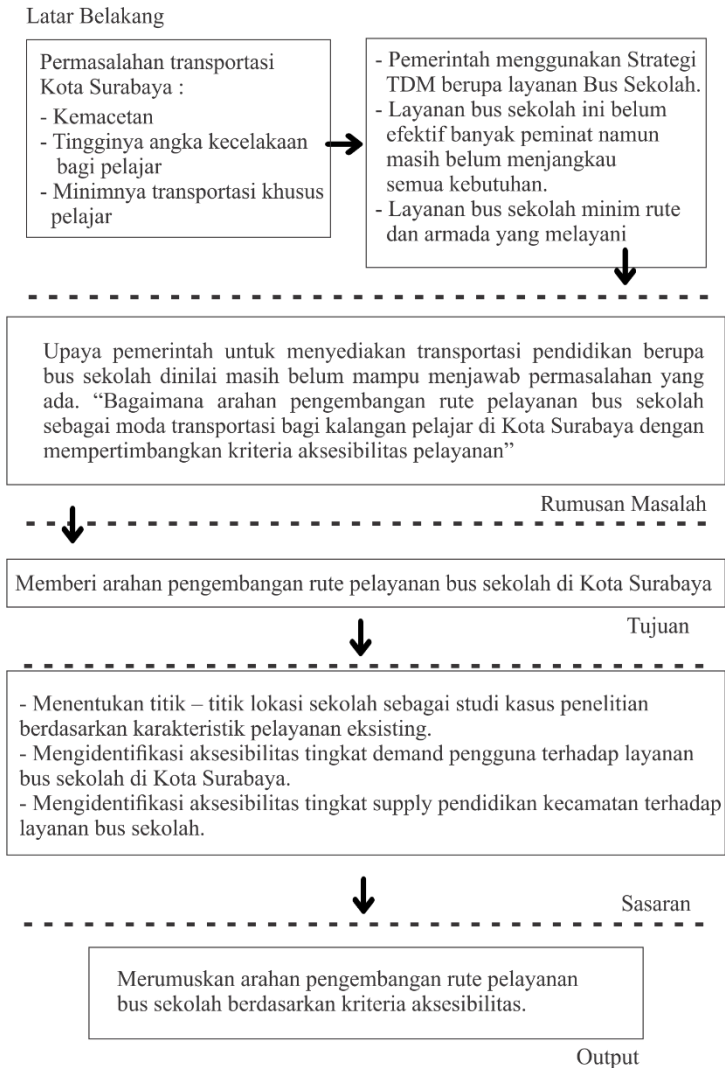 Latar Belakang
Permasalahan transportasi
Kota Surabaya :
- Kemacetan
- Tingginya angka kecelakaan
bagi pelajar
- Minimnya transportasi khusus
pelajar
- Pemerintah menggunakan Strategi
TDM berupa layanan Bus Sekolah.
- Layanan bus sekolah ini belum
efektif banyak peminat namun
masih belum menjangkau
semua kebutuhan.
- Layanan bus sekolah minim rute
dan armada yang melayani
Upaya pemerintah untuk menyediakan transportasi pendidikan berupa
bus sekolah dinilai masih belum mampu menjawab permasalahan yang
ada. “Bagaimana arahan pengembangan rute pelayanan bus sekolah
sebagai moda transportasi bagi kalangan pelajar di Kota Surabaya dengan
mempertimbangkan kriteria aksesibilitas pelayanan”
Rumusan Masalah
Memberi arahan pengembangan rute pelayanan bus sekolah di Kota Surabaya
Tujuan
- Menentukan titik – titik lokasi sekolah sebagai studi kasus penelitian
berdasarkan karakteristik pelayanan eksisting.
- Mengidentifikasi aksesibilitas tingkat demand pengguna terhadap layanan
bus sekolah di Kota Surabaya.
- Mengidentifikasi aksesibilitas tingkat supply pendidikan kecamatan terhadap
layanan bus sekolah.
Sasaran
Merumuskan arahan pengembangan rute pelayanan
bus sekolah berdasarkan kriteria aksesibilitas.
Output